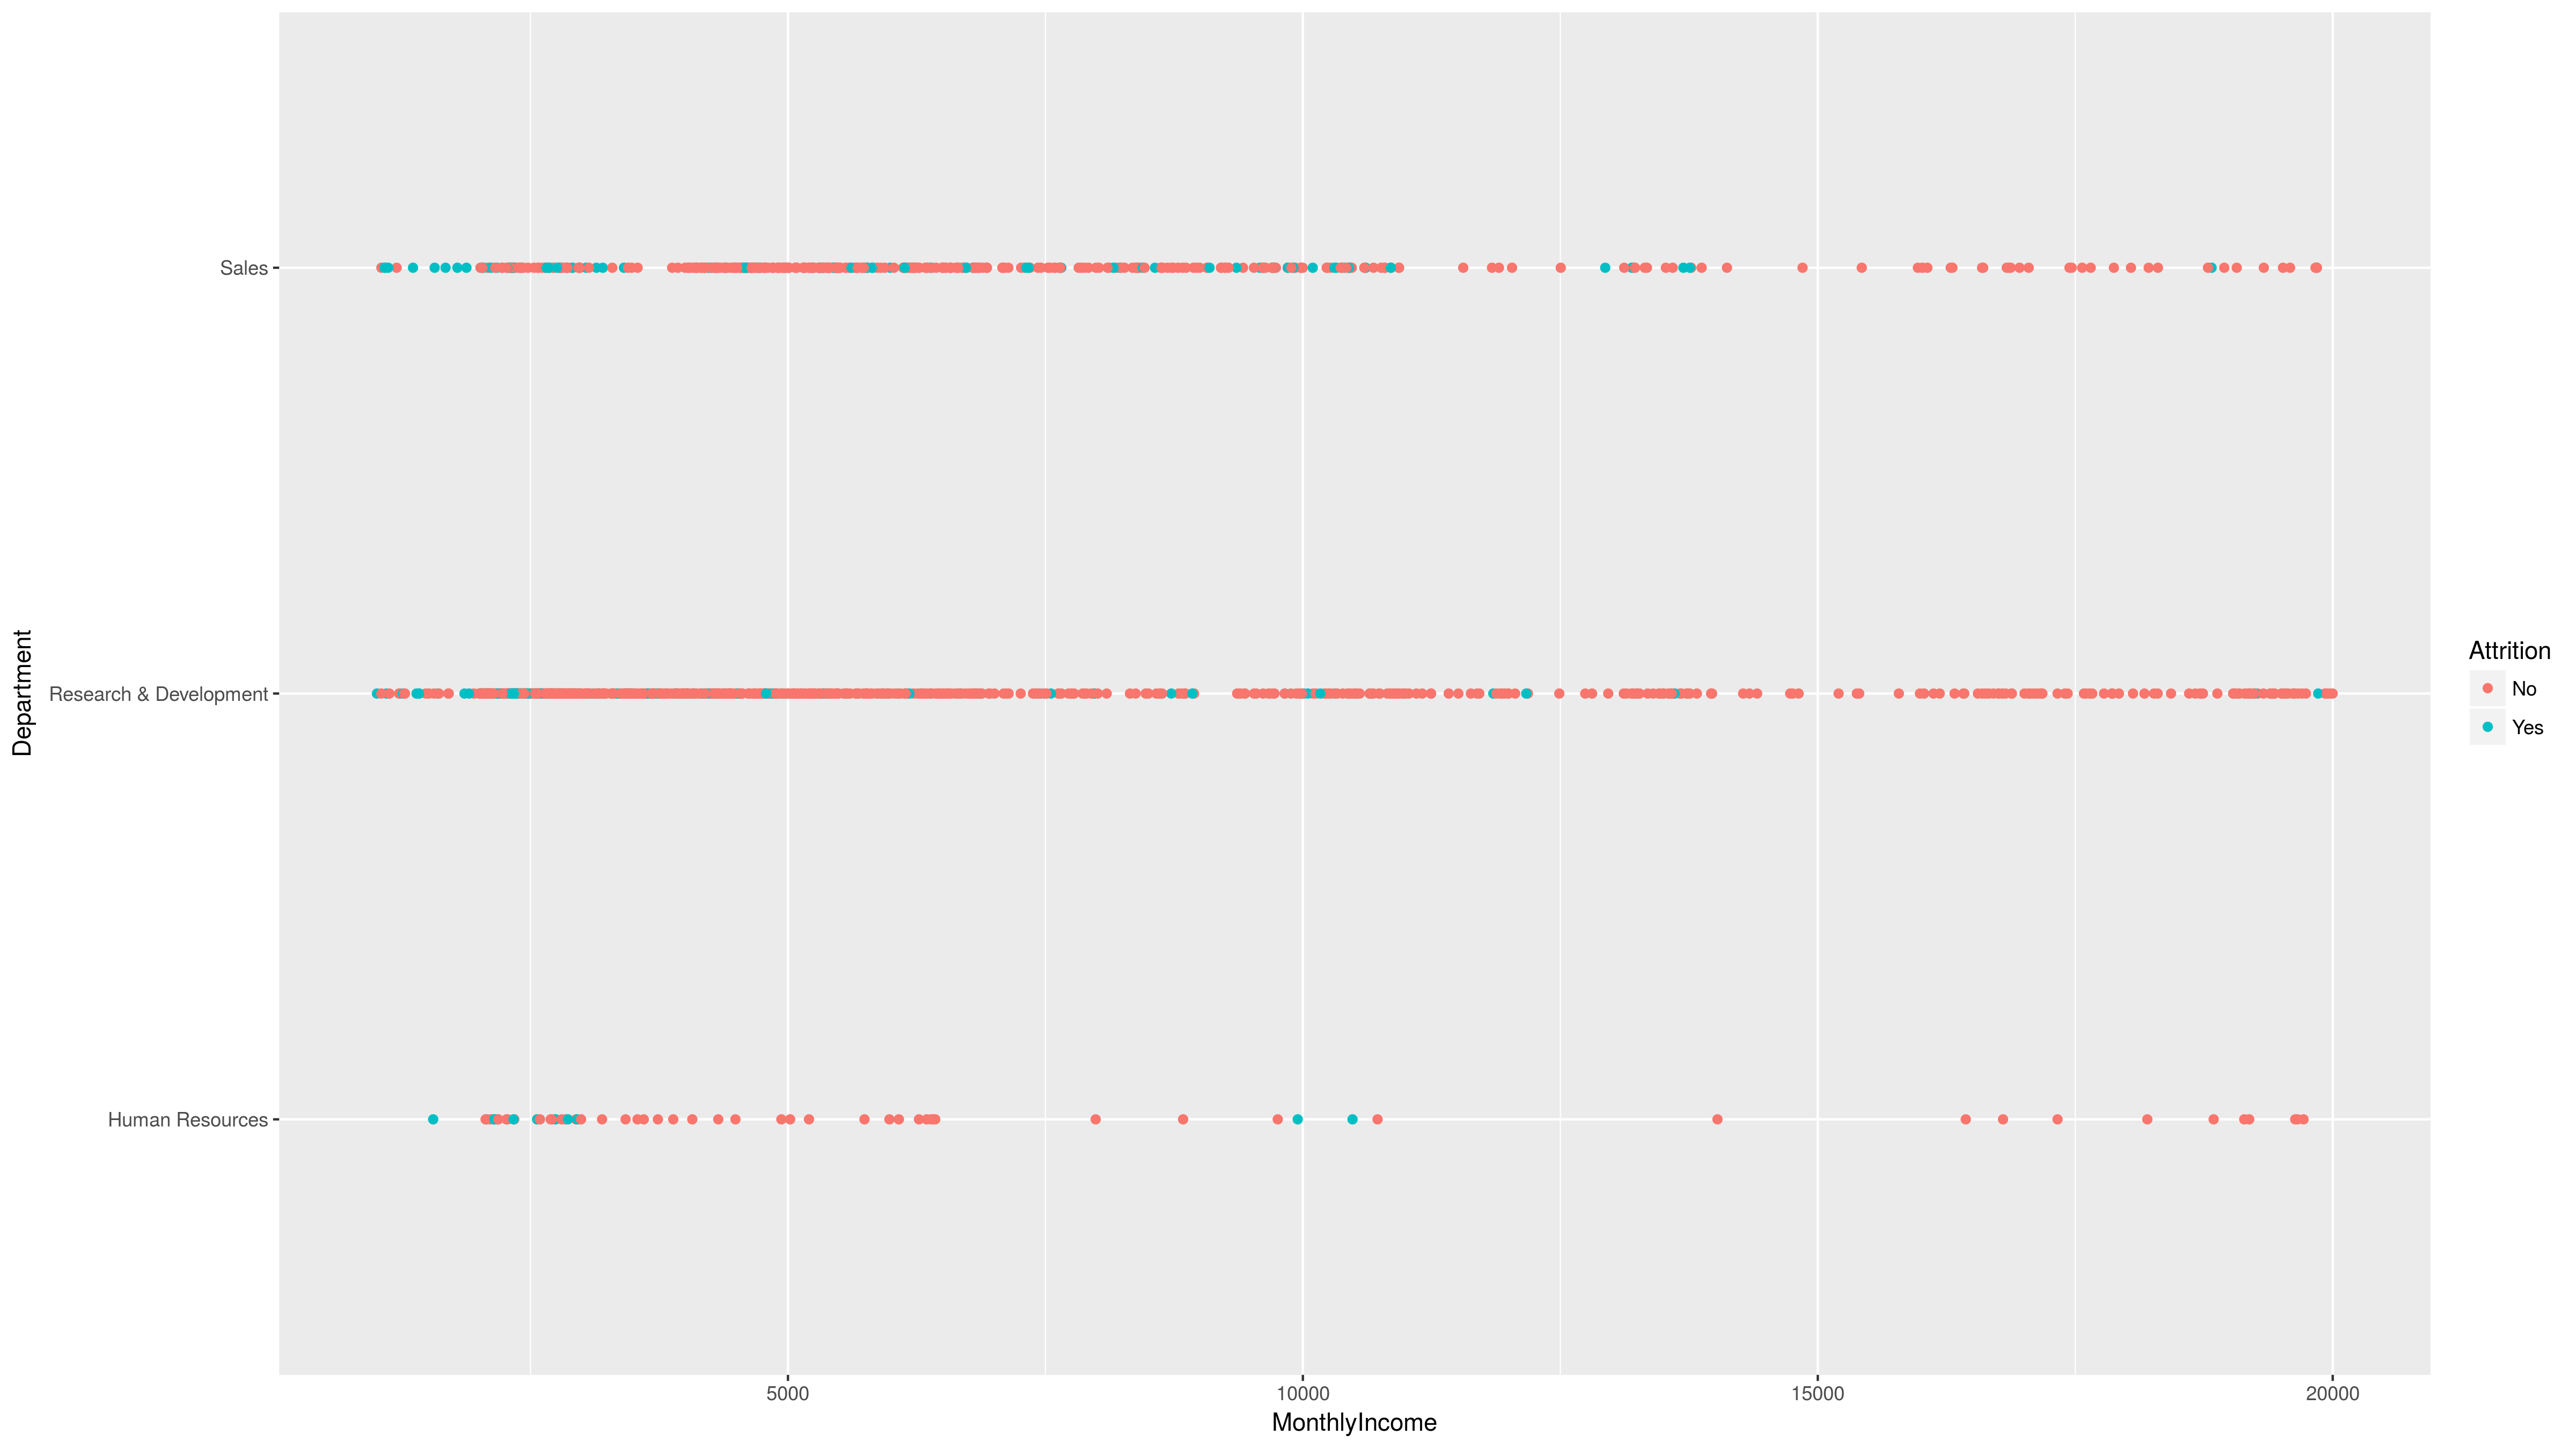 Sales
Research & Development
Human Resources
Department
5000
10000
15000
20000
MonthlyIncome
Attrition
No
Yes